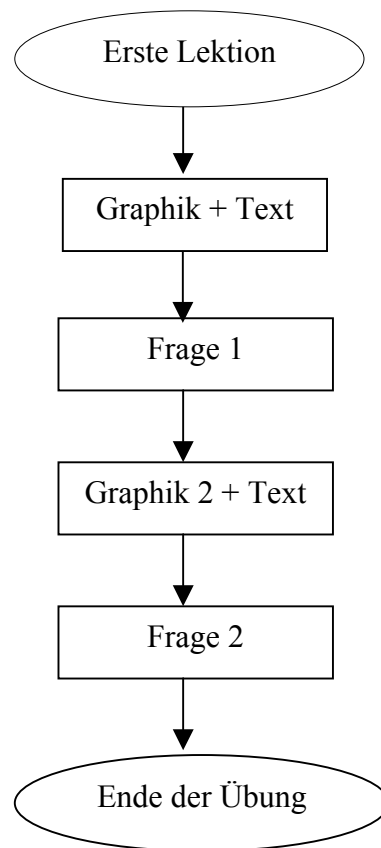 Erste Lektion
Graphik + Text
Frage 1
Graphik 2 + Text
Frage 2
Ende der Übung